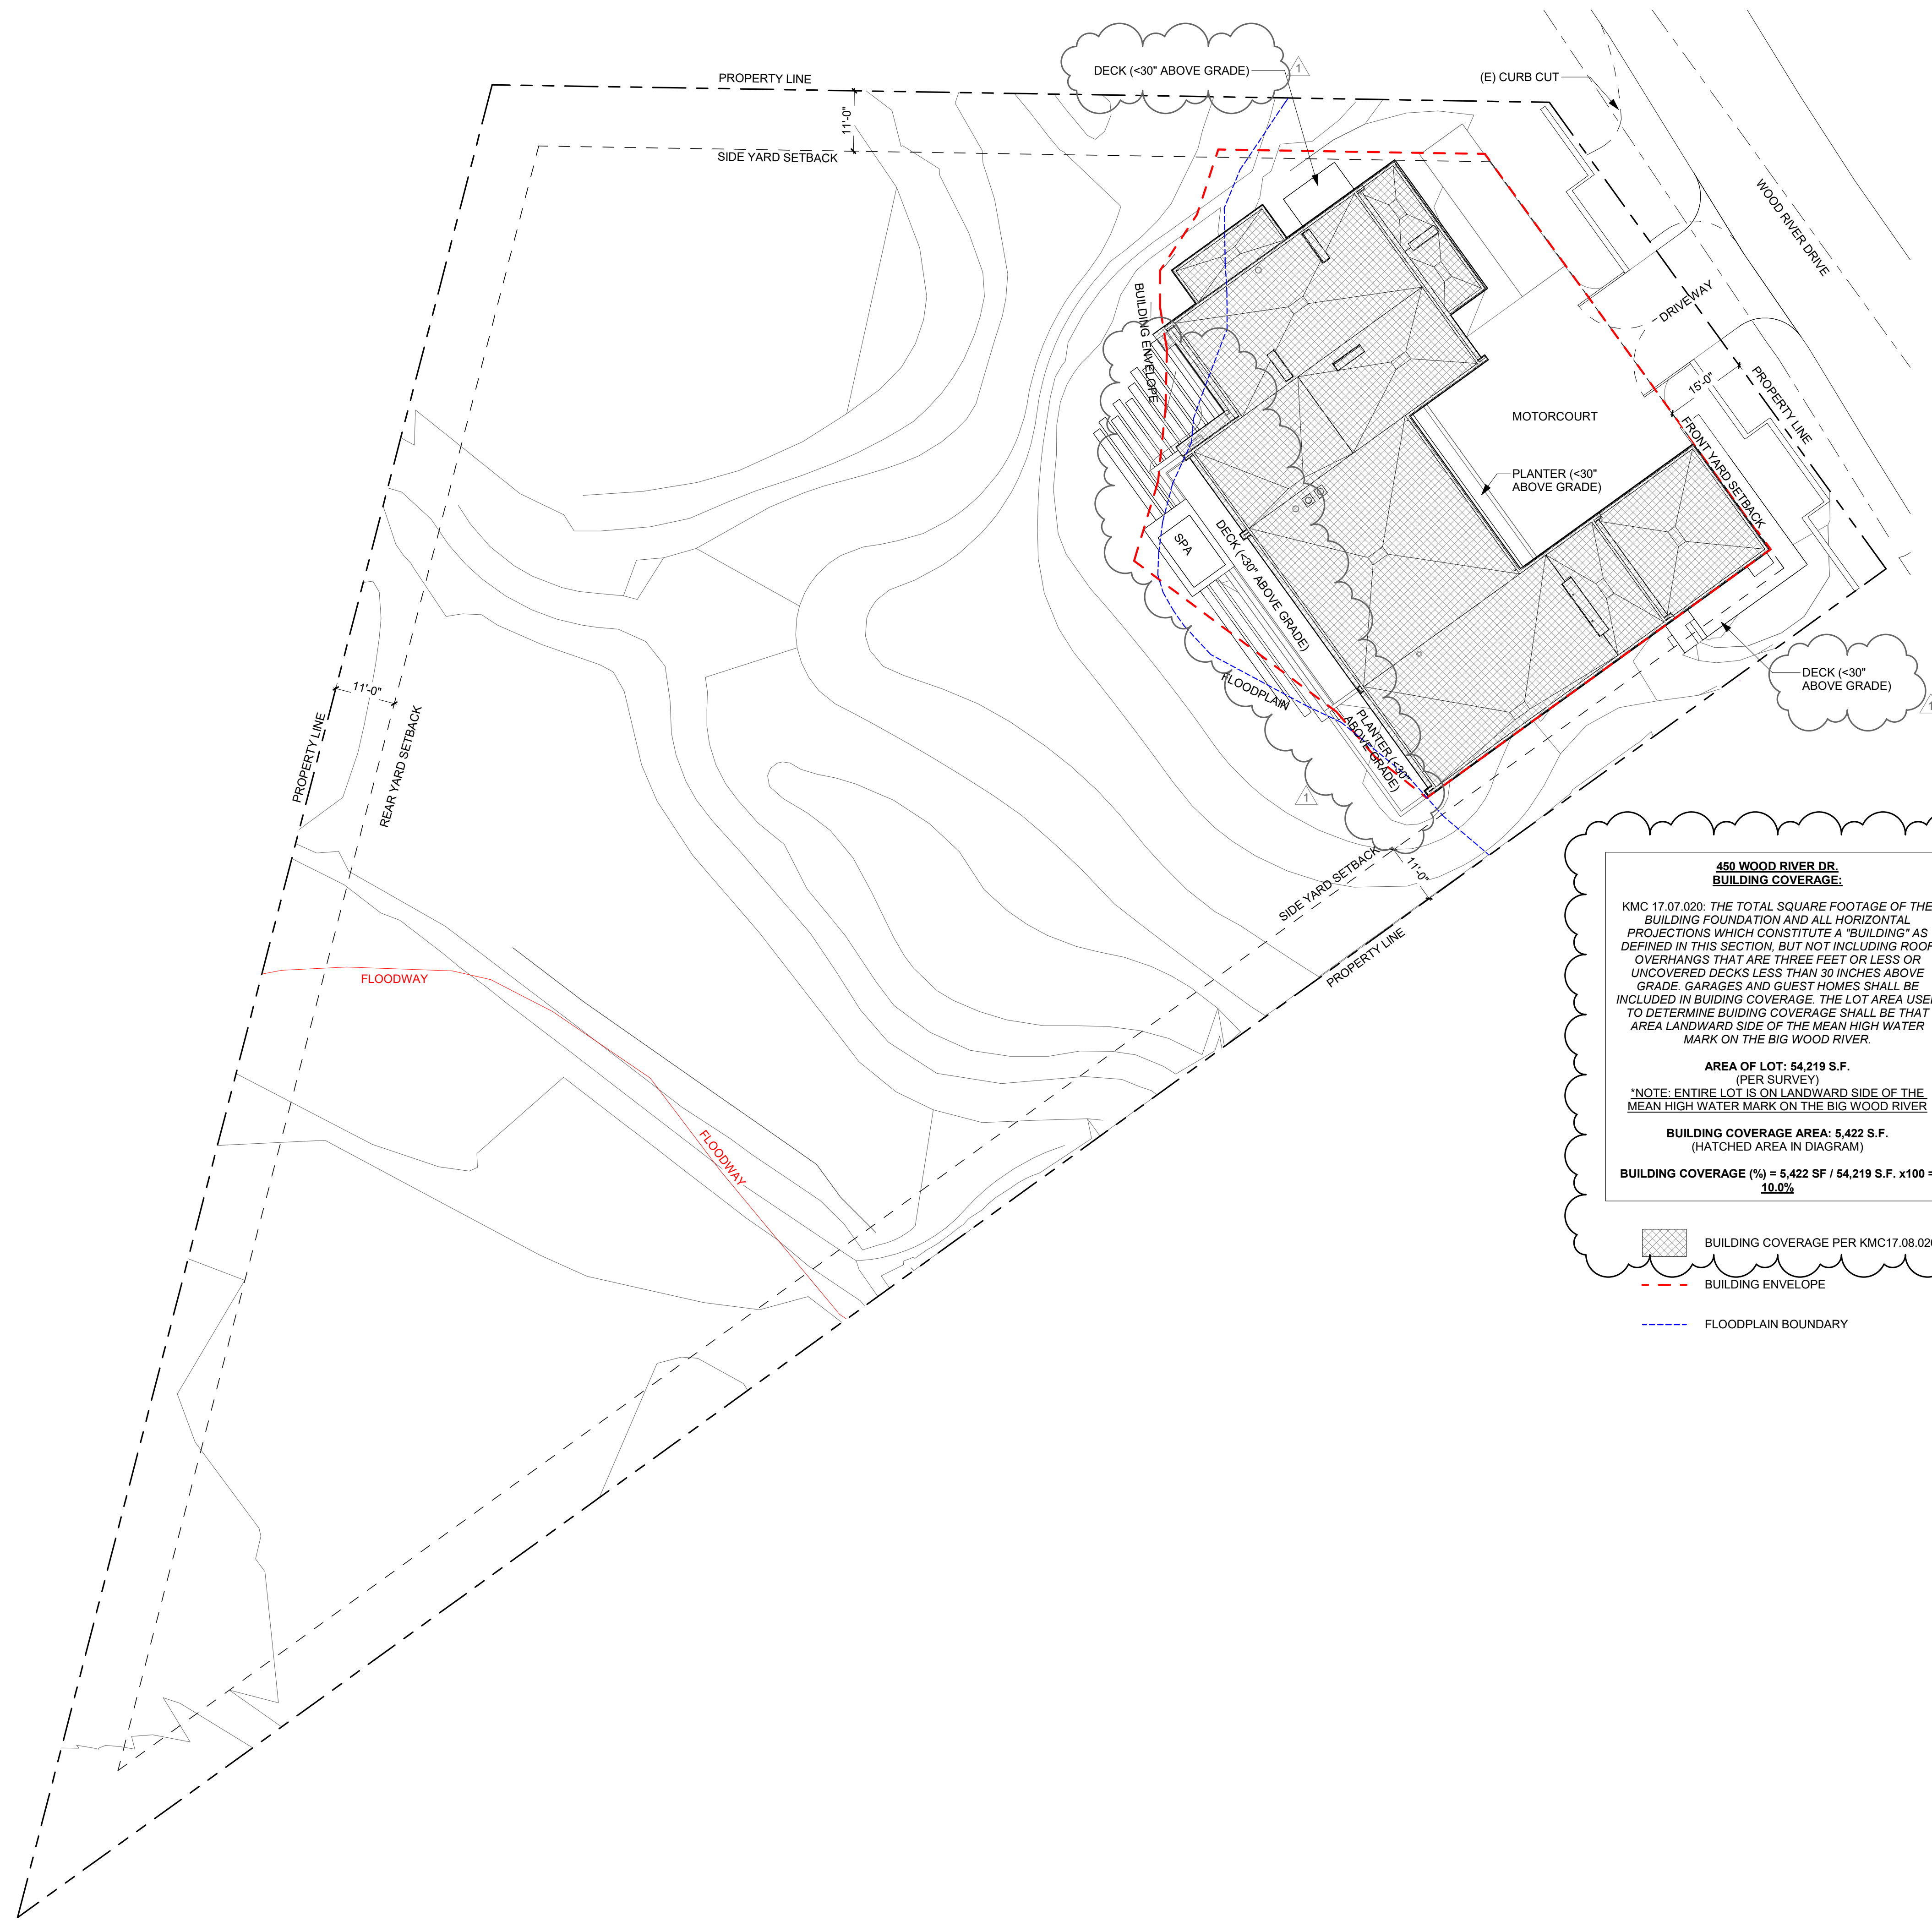 PROPERTY LINE
DECK (<30" ABOVE GRADE)
1
(E) CURB CUT
11'-0"
SIDE YARD SETBACK
WOOD RIVER DRIVE
DRIVEWAY
BUILDING ENVELOPE
15'-0"
PROPERTY LINE
MOTORCOURT
FRONT YARD SETBACK
PLANTER (<30"
ABOVE GRADE)
SPA
DECK (<30" ABOVE GRADE)
FLOODPLAIN
PLANTER (<30"
ABOVE GRADE)
DECK (<30"
ABOVE GRADE)
1
1
11'-0"
PROPERTY LINE
REAR YARD SETBACK
SIDE YARD SETBACK
11'-0"
PROPERTY LINE
FLOODWAY
FLOODWAY
450 WOOD RIVER DR.
BUILDING COVERAGE:
KMC 17.07.020: THE TOTAL SQUARE FOOTAGE OF THE
BUILDING FOUNDATION AND ALL HORIZONTAL
PROJECTIONS WHICH CONSTITUTE A "BUILDING" AS
DEFINED IN THIS SECTION, BUT NOT INCLUDING ROOF
OVERHANGS THAT ARE THREE FEET OR LESS OR
UNCOVERED DECKS LESS THAN 30 INCHES ABOVE
GRADE. GARAGES AND GUEST HOMES SHALL BE
INCLUDED IN BUIDING COVERAGE. THE LOT AREA USED
TO DETERMINE BUIDING COVERAGE SHALL BE THAT
AREA LANDWARD SIDE OF THE MEAN HIGH WATER
MARK ON THE BIG WOOD RIVER.
AREA OF LOT: 54,219 S.F.
(PER SURVEY)
*NOTE: ENTIRE LOT IS ON LANDWARD SIDE OF THE
MEAN HIGH WATER MARK ON THE BIG WOOD RIVER
BUILDING COVERAGE AREA: 5,422 S.F.
(HATCHED AREA IN DIAGRAM)
BUILDING COVERAGE (%) = 5,422 SF / 54,219 S.F. x100 =
10.0%
BUILDING COVERAGE PER KMC17.08.020
BUILDING ENVELOPE
FLOODPLAIN BOUNDARY